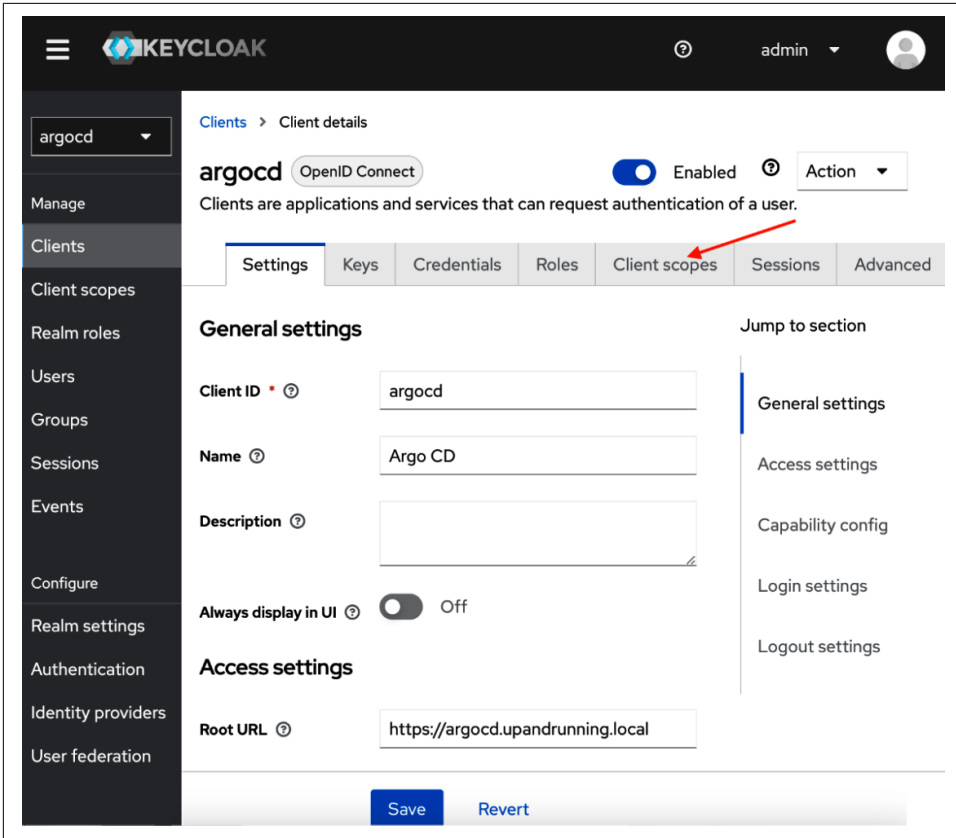 KEYCLOAK
admin
argocd
Manage
Clients
Client scopes
Realm roles
Users
Groups
Sessions
Events
Configure
Realm settings
Authentication
Identity providers
User federation
Clients > Client details
argocd OpenID Connect Enabled Action
Clients are applications and services that can request authentication of a user.
Settings Keys Credentials Roles Client scopes Sessions Advanced
General settings
Client ID * argocd
Name Argo CD
Description
Always display in UI Off
Access settings
Root URL https://argocd.upandrunning.local
Save Revert
Jump to section
General settings
Access settings
Capability config
Login settings
Logout settings